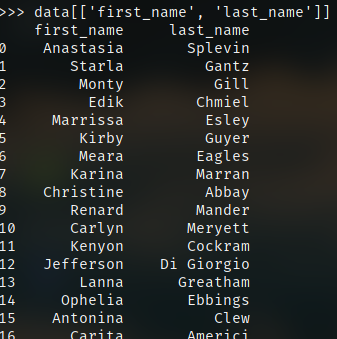 >>> data[['first_name', 'last_name']]
first_name last_name
0 Anastasia Splevin
1 Starla Gantz
2 Monty Gill
3 Edik Chmiel
4 Marrissa Esley
5 Kirby Guyer
6 Meara Eagles
7 Karina Marran
8 Christine Abbay
9 Renard Mander
10 Carlyn Meryett
11 Kenyon Cockram
12 Jefferson Di Giorgio
13 Lanna Greatham
14 Ophelia Ebbings
15 Antonina Clew
16 Carita Americi